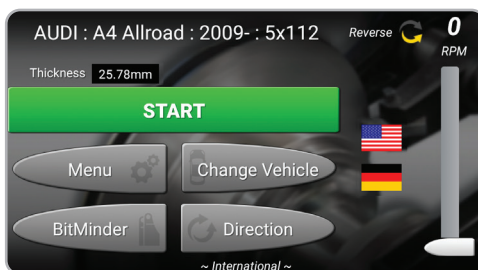 AUDI : A4 Allroad : 2009- : 5x112
Reverse
0
RPM
Thickness 25.78mm
START
Menu
Change Vehicle
BitMinder
Direction
~ International ~